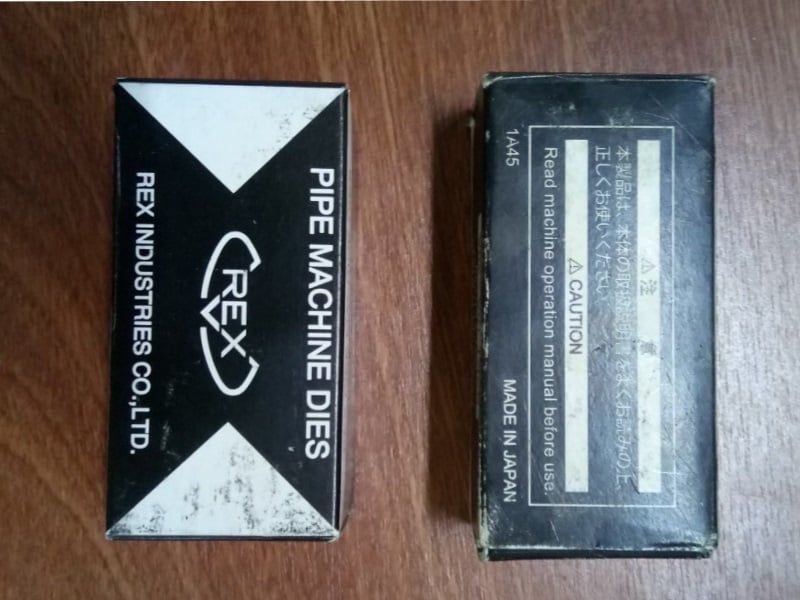 PIPE MACHINE DIES
REX
REX INDUSTRIES CO.,LTD.
⚠注意
本製品は、本体の取扱説明書をよくお読みの上、
正しくお使いください。
⚠CAUTION
Read machine operation manual before use
1A45
MADE IN JAPAN